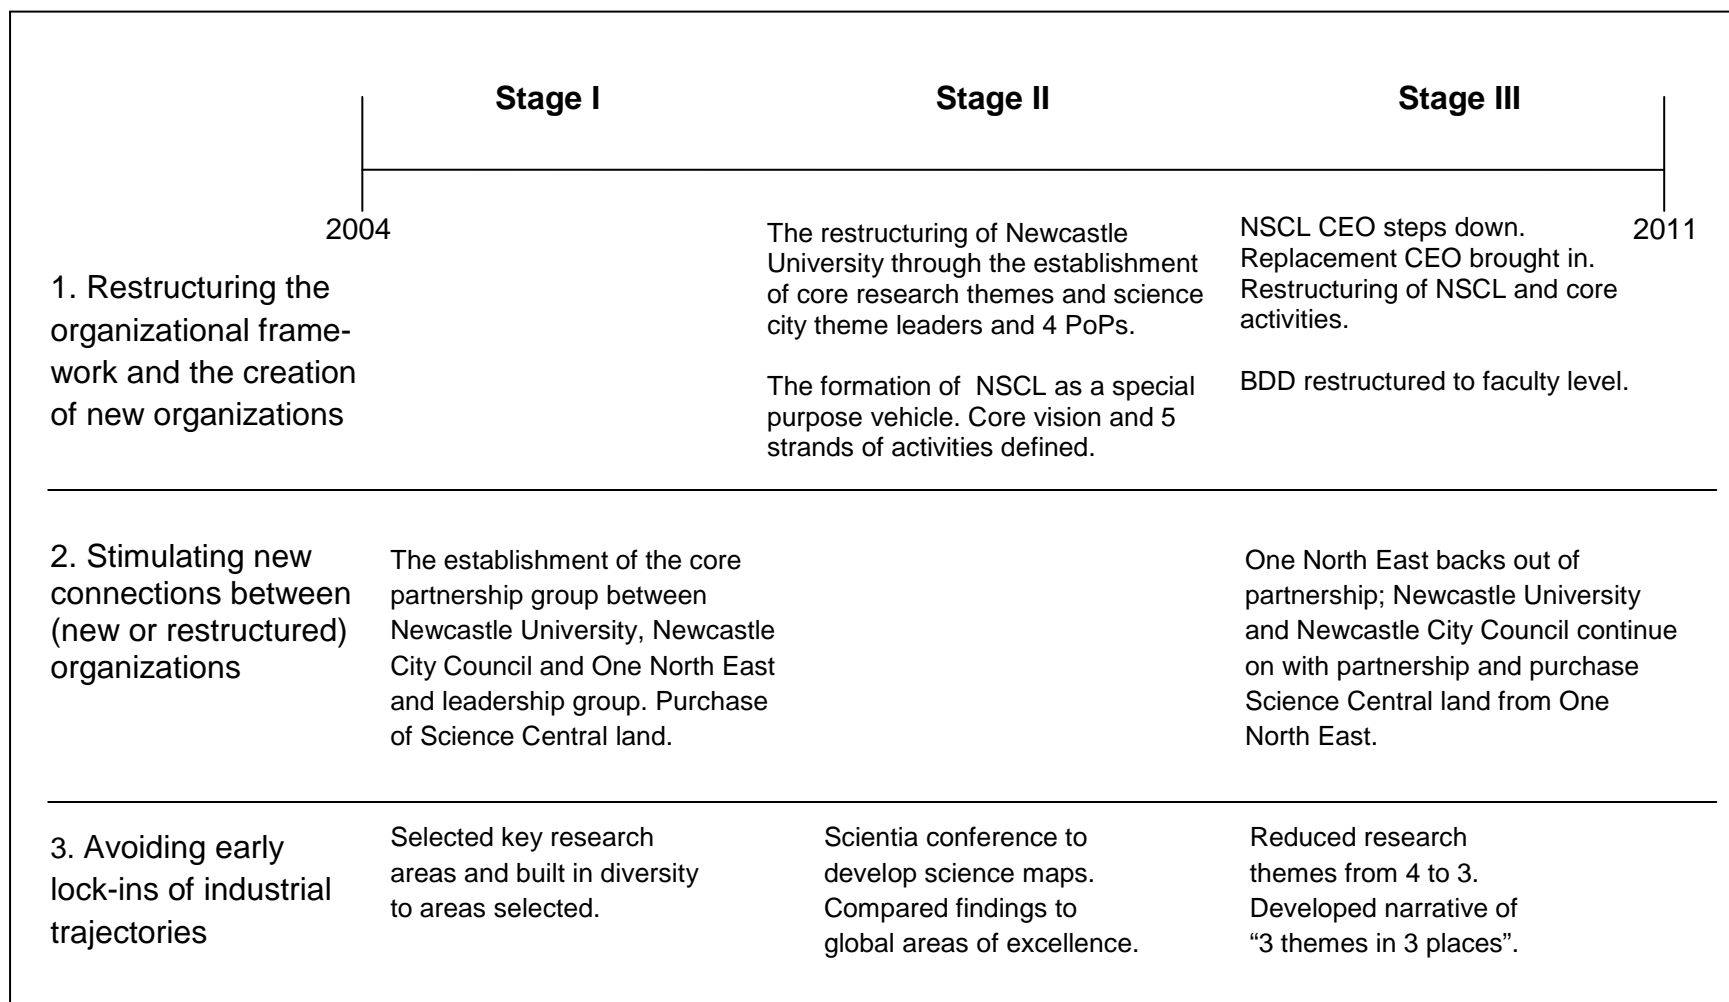 Stage I
Stage II
Stage III
2004
2011
1. Restructuring the
organizational frame-
work and the creation
of new organizations
The restructuring of Newcastle
University through the establishment
of core research themes and science
city theme leaders and 4 PoPs.
The formation of  NSCL as a special
purpose vehicle. Core vision and 5
strands of activities defined.
NSCL CEO steps down.
Replacement CEO brought in.
Restructuring of NSCL and core
activities.
BDD restructured to faculty level.
2. Stimulating new
connections between
(new or restructured)
organizations
The establishment of the core
partnership group between
Newcastle University, Newcastle
City Council and One North East
and leadership group. Purchase
of Science Central land.
One North East backs out of
partnership; Newcastle University
and Newcastle City Council continue
on with partnership and purchase
Science Central land from One
North East.
3. Avoiding early
lock-ins of industrial
trajectories
Selected key research
areas and built in diversity
to areas selected.
Scientia conference to
develop science maps.
Compared findings to
global areas of excellence.
Reduced research
themes from 4 to 3.
Developed narrative of
“3 themes in 3 places”.